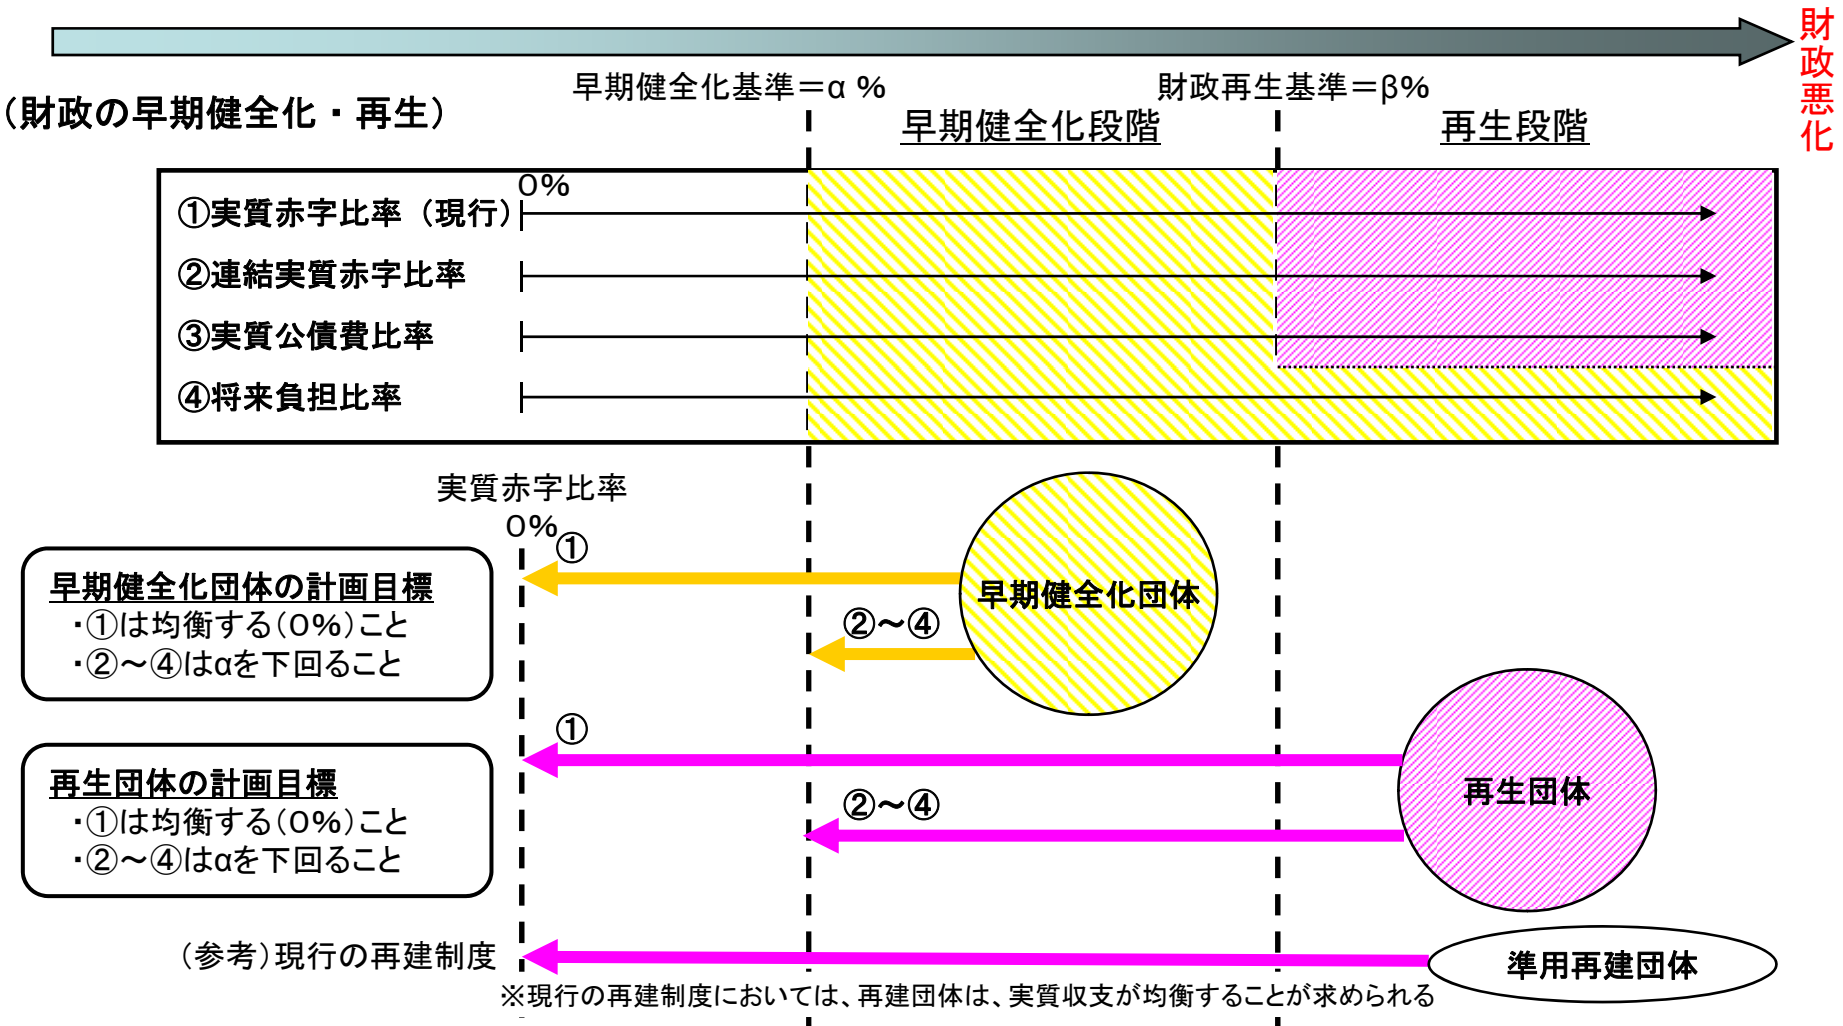 財政悪化
早期健全化基準＝α %
財政再生基準＝β%
（財政の早期健全化・再生）
早期健全化段階
再生段階
0%
①実質赤字比率（現行）
②連結実質赤字比率
③実質公債費比率
④将来負担比率
実質赤字比率
0%
①
早期健全化団体の計画目標
・①は均衡する（0%）こと
・②～④はαを下回ること
②～④
早期健全化団体
①
再生団体の計画目標
・①は均衡する（0%）こと
・②～④はαを下回ること
②～④
再生団体
（参考）現行の再建制度
準用再建団体
※現行の再建制度においては、再建団体は、実質収支が均衡することが求められる